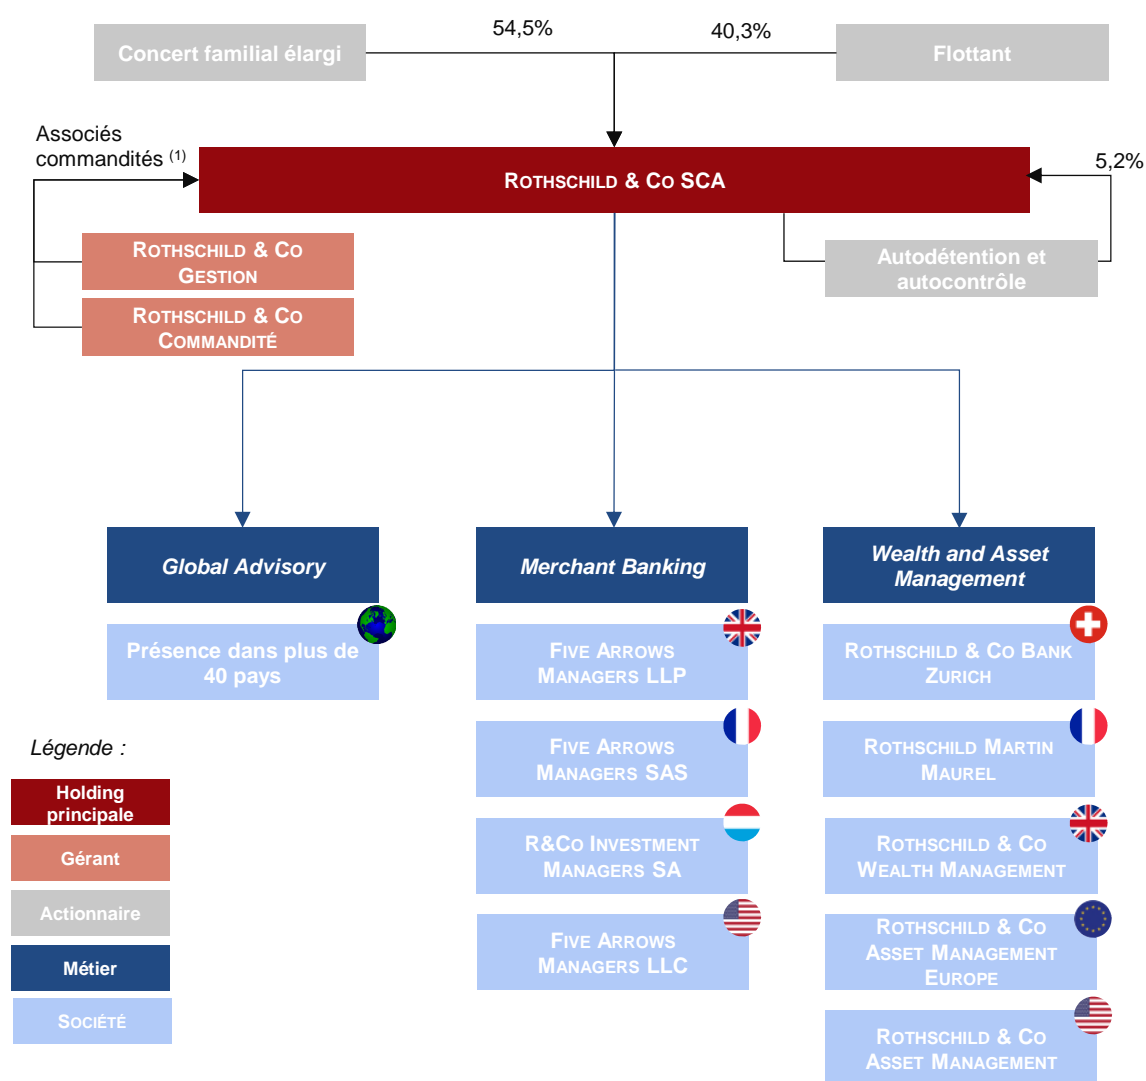 54,5%
40,3%
Concert familial élargi
Flottant
Associés
commandités (1)
5,2%
ROTHSCHILD & CO SCA
ROTHSCHILD & CO
GESTION
Autodétention et
autocontrôle
ROTHSCHILD & CO
COMMANDITÉ
Global Advisory
Merchant Banking
Wealth and Asset
Management
Présence dans plus de
40 pays
FIVE ARROWS
MANAGERS LLP
ROTHSCHILD & CO BANK
ZURICH
FIVE ARROWS
MANAGERS SAS
ROTHSCHILD MARTIN
MAUREL
R&CO INVESTMENT
MANAGERS SA
ROTHSCHILD & CO
WEALTH MANAGEMENT
FIVE ARROWS
MANAGERS LLC
ROTHSCHILD & CO
ASSET MANAGEMENT
EUROPE
ROTHSCHILD & CO
ASSET MANAGEMENT
Légende :
Holding
principale
Gérant
Actionnaire
Métier
SOCIÉTÉ